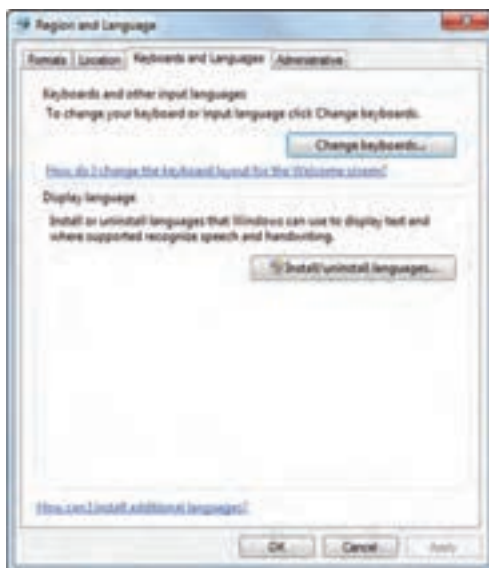 Region and Language
Formats Location Keyboards and Languages Administrative
Keyboards and other input languages
To change your keyboard or input language click Change keyboards.
Change keyboards...
How do I change the keyboard layout for the Welcome screen?
Display language
Install or uninstall languages that Windows can use to display text and
where supported recognize speech and handwriting.
Install/uninstall languages...
How can I install additional languages?
OK Cancel Apply